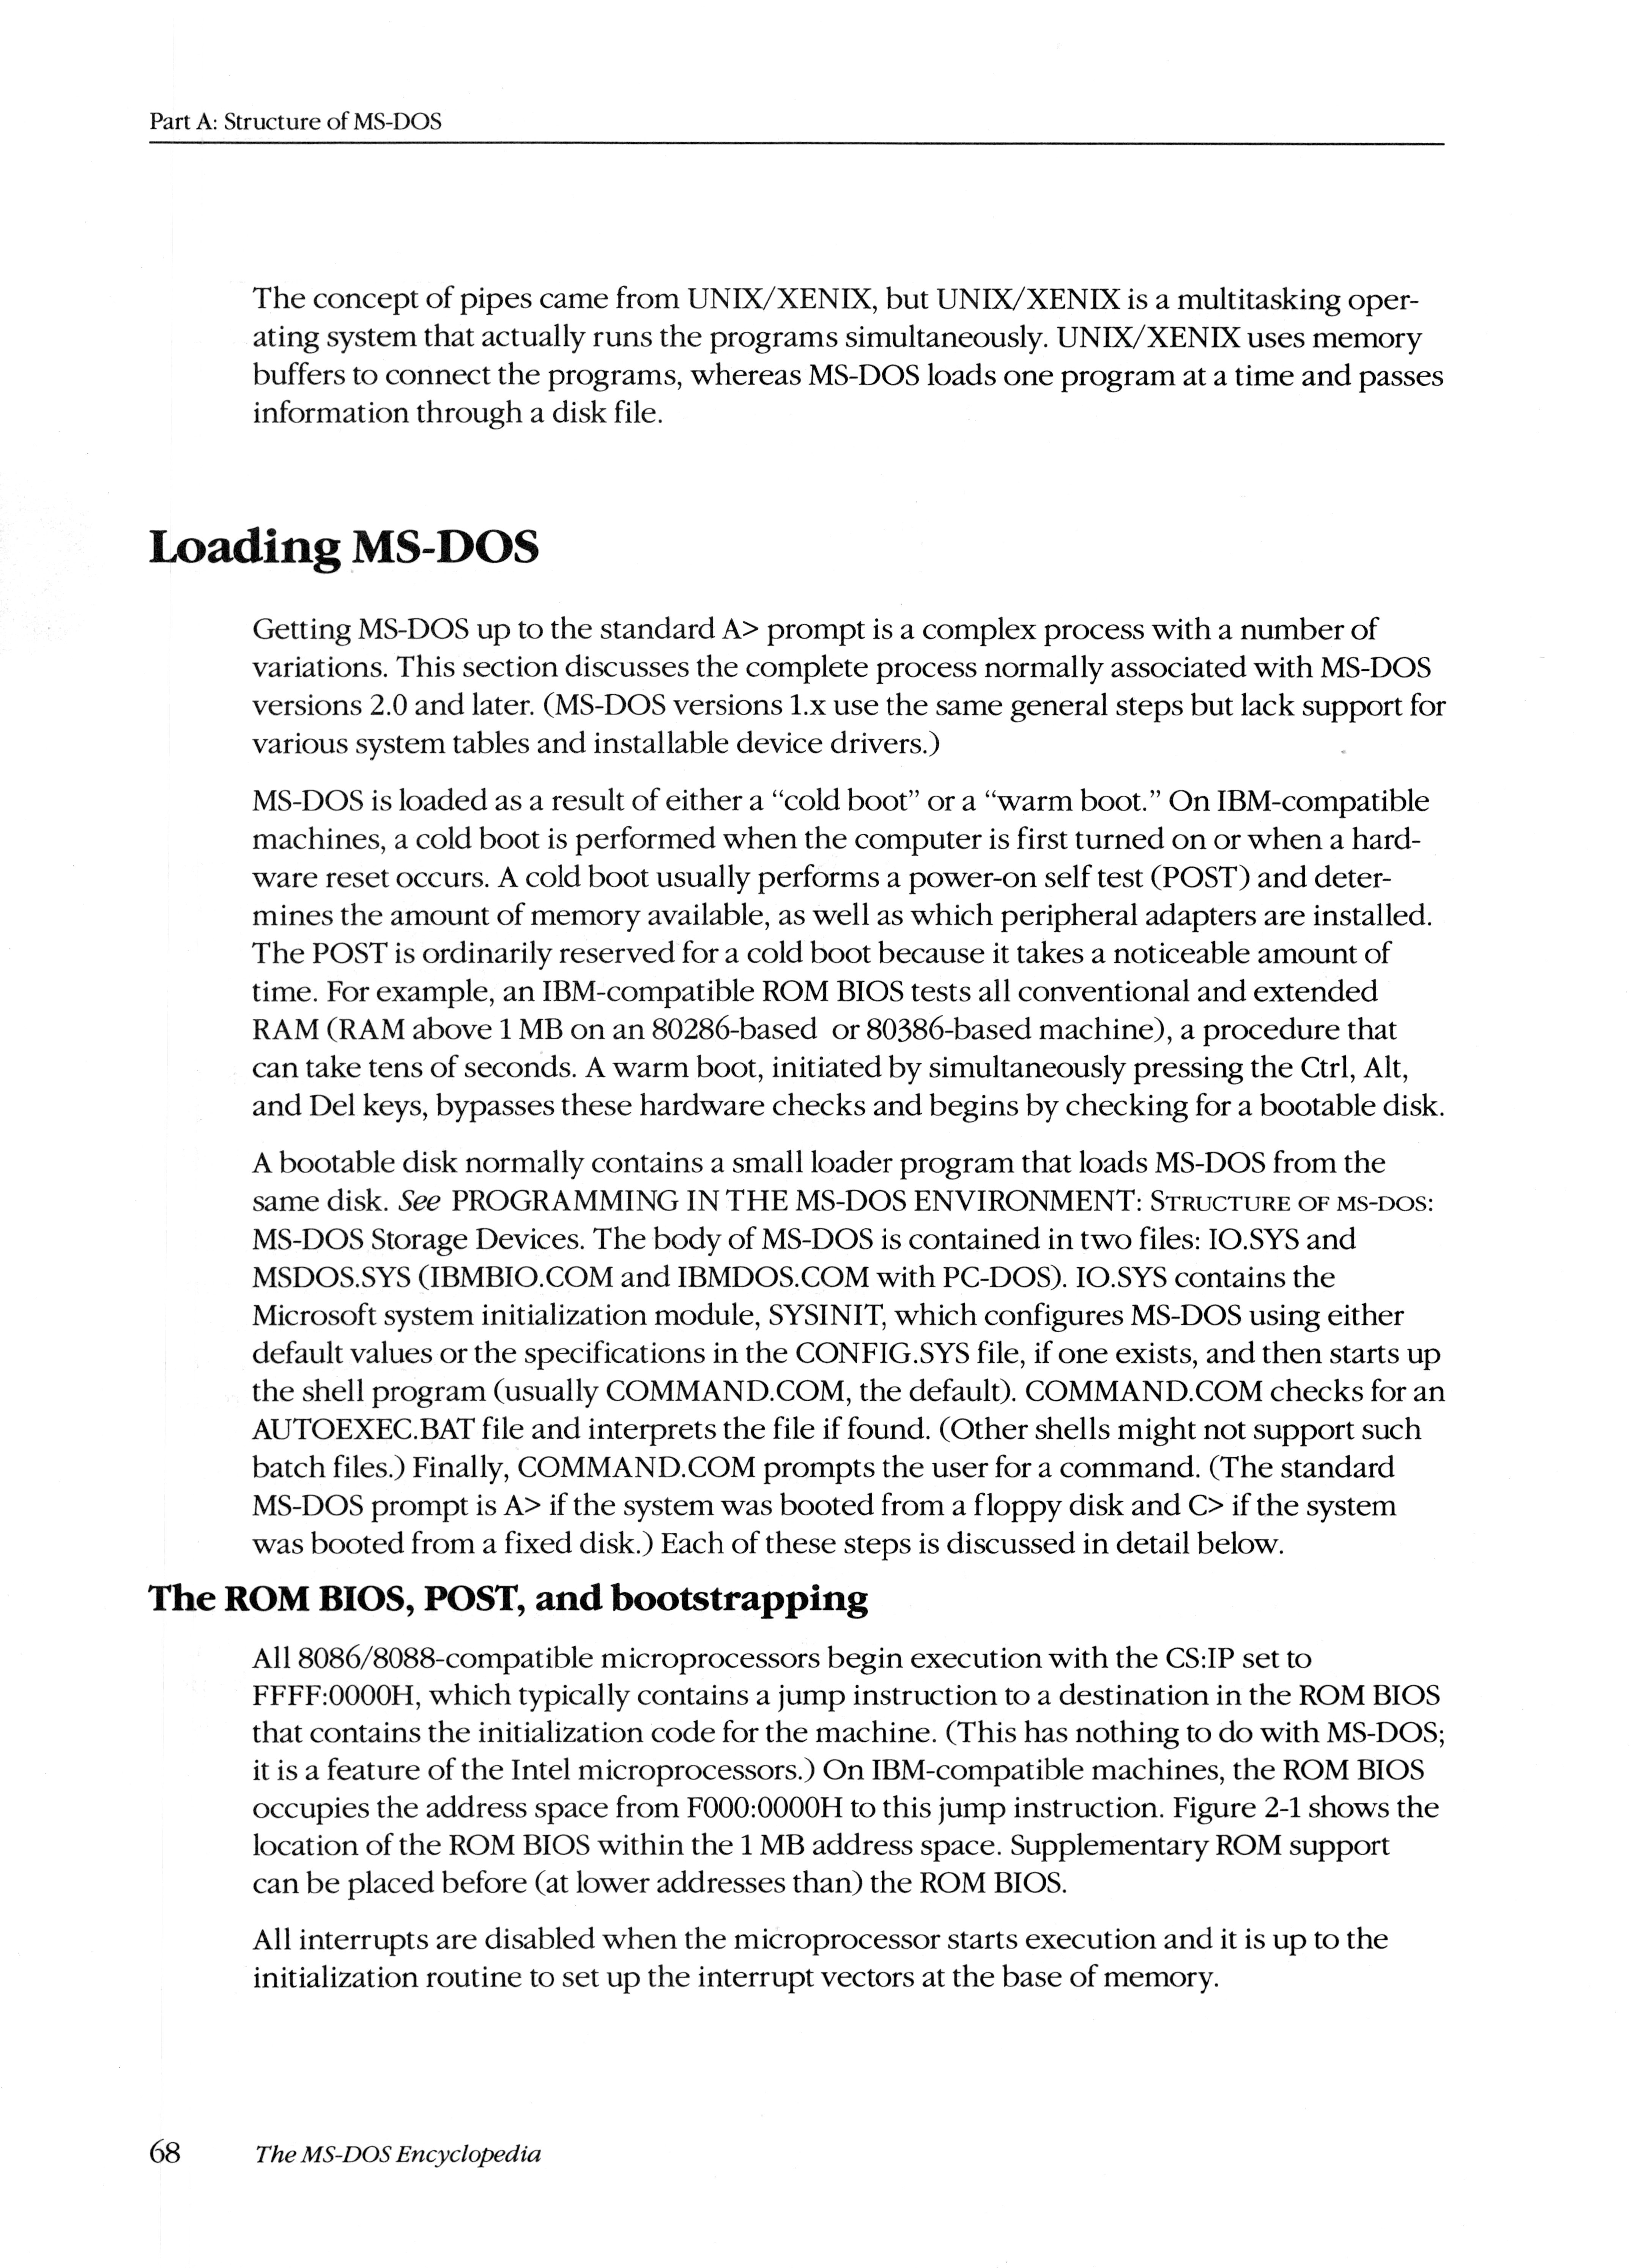 Part A: Structure of MS-DOS
The concept of pipes came from UNIX/XENIX, but UNIX/XENIX is a multitasking oper-
ating system that actually runs the programs simultaneously. UNIX/XENIX uses memory
buffers to connect the programs, whereas MS-DOS loads one program at a time and passes
information through a disk file.
Loading MS-DOS
Getting MS-DOS up to the standard A> prompt is a complex process with a number of
variations. This section discusses the complete process normally associated with MS-DOS
versions 2.0 and later. (MS-DOS versions 1.x use the same general steps but lack support for
various system tables and installable device drivers.)
MS-DOS is loaded as a result of either a “cold boot” or a “warm boot.” On IBM-compatible
machines, a cold boot is performed when the computer is first turned on or when a hard-
ware reset occurs. A cold boot usually performs a power-on self test (POST) and deter-
mines the amount of memory available, as well as which peripheral adapters are installed.
The POST is ordinarily reserved for a cold boot because it takes a noticeable amount of
time. For example, an IBM-compatible ROM BIOS tests all conventional and extended
RAM (RAM above 1 MB on an 80286-based or 80386-based machine), a procedure that
can take tens of seconds. A warm boot, initiated by simultaneously pressing the Ctrl, Alt,
and Del keys, bypasses these hardware checks and begins by checking for a bootable disk.
A bootable disk normally contains a small loader program that loads MS-DOS from the
same disk. See PROGRAMMING IN THE MS-DOS ENVIRONMENT: STRUCTURE OF MS-DOS:
MS-DOS Storage Devices. The body of MS-DOS is contained in two files: IO.SYS and
MSDOS.SYS (IBMBIO.COM and IBMDOS.COM with PC-DOS). IO.SYS contains the
Microsoft system initialization module, SYSINIT, which configures MS-DOS using either
default values or the specifications in the CONFIG.SYS file, if one exists, and then starts up
the shell program (usually COMMAND.COM, the default). COMMAND.COM checks for an
AUTOEXEC.BAT file and interprets the file if found. (Other shells might not support such
batch files.) Finally, COMMAND.COM prompts the user for a command. (The standard
MS-DOS prompt is A> if the system was booted from a floppy disk and C> if the system
was booted from a fixed disk.) Each of these steps is discussed in detail below.
The ROM BIOS, POST, and bootstrapping
All 8086/8088-compatible microprocessors begin execution with the CS:IP set to
FFFF:0000H, which typically contains a jump instruction to a destination in the ROM BIOS
that contains the initialization code for the machine. (This has nothing to do with MS-DOS;
it is a feature of the Intel microprocessors.) On IBM-compatible machines, the ROM BIOS
occupies the address space from F000:0000H to this jump instruction. Figure 2-1 shows the
location of the ROM BIOS within the 1 MB address space. Supplementary ROM support
can be placed before (at lower addresses than) the ROM BIOS.
All interrupts are disabled when the microprocessor starts execution and it is up to the
initialization routine to set up the interrupt vectors at the base of memory.
68 The MS-DOS Encyclopedia